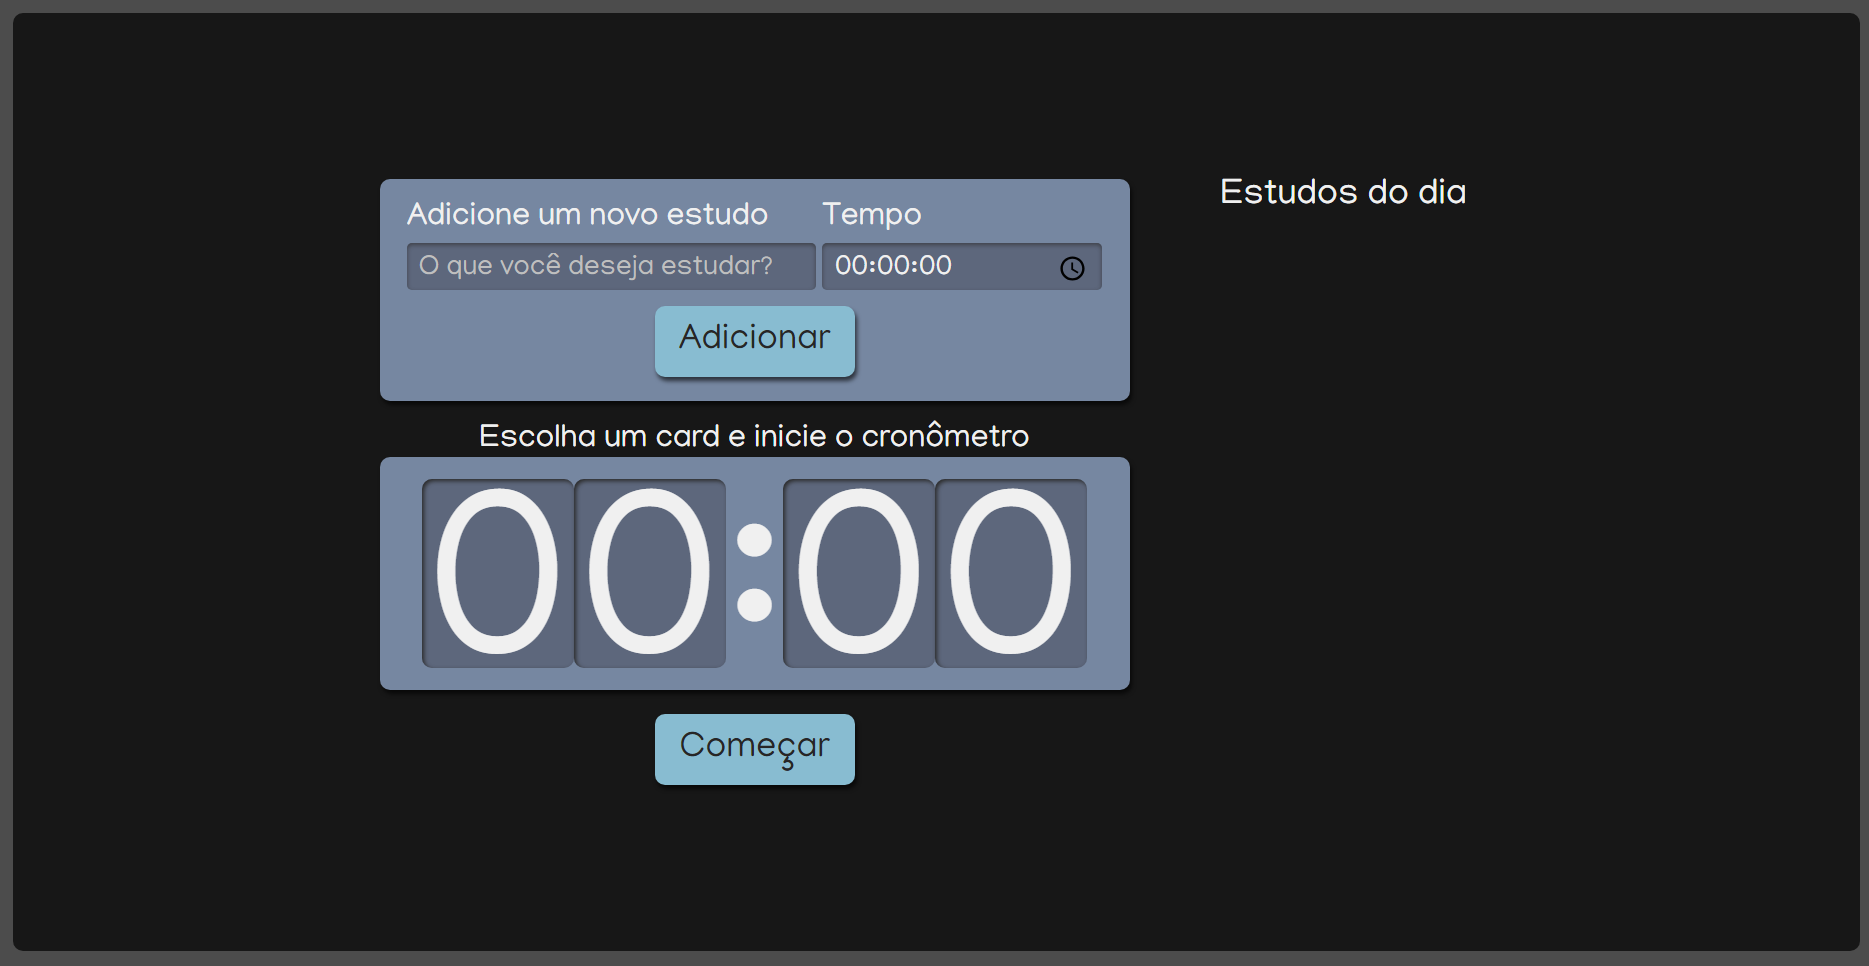 Adicione um novo estudo
Tempo
O que você deseja estudar?
00:00:00
Adicionar
Escolha um card e inicie o cronômetro
00:00
Começar
Estudos do dia